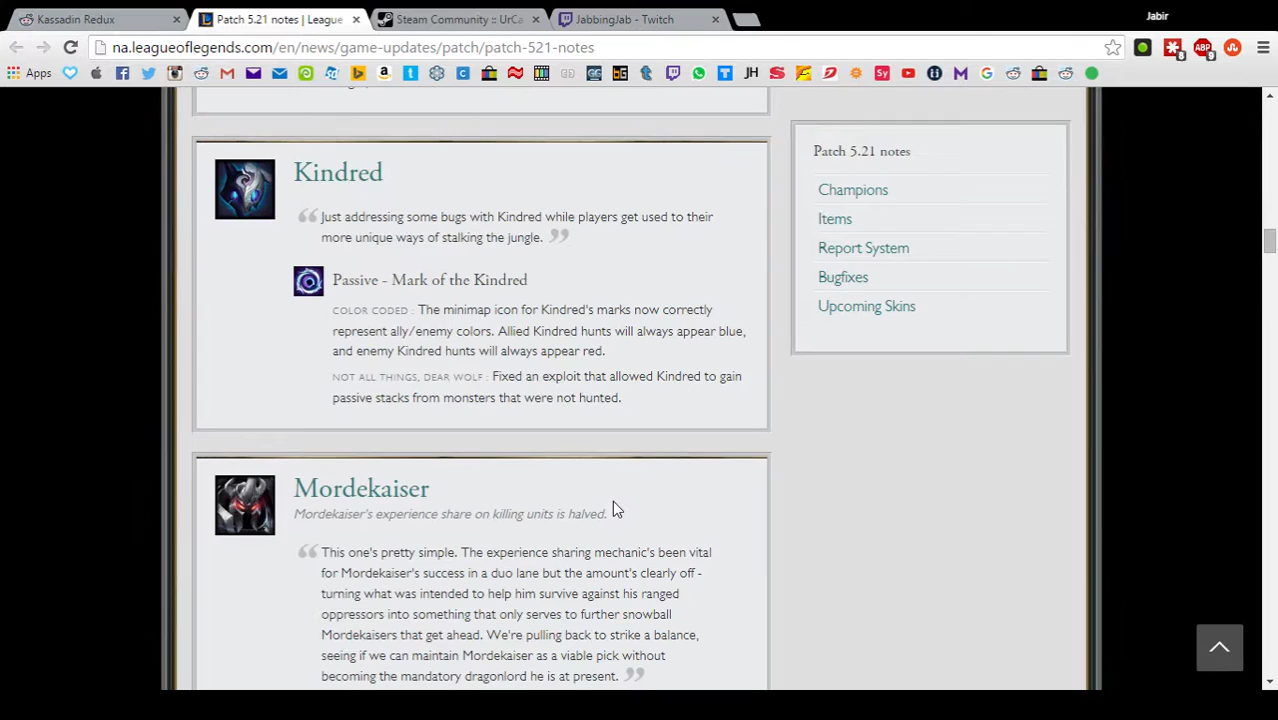 Kassadin Redux
Patch 5.21 notes | League
Steam Community :: UrCa
JabbingJab - Twitch
Jabir
na.leagueoflegends.com/en/news/game-updates/patch/patch-521-notes
Apps
Kindred
Just addressing some bugs with Kindred while players get used to their
more unique ways of stalking the jungle.
Passive - Mark of the Kindred
COLOR CODED : The minimap icon for Kindred's marks now correctly
represent ally/enemy colors. Allied Kindred hunts will always appear blue,
and enemy Kindred hunts will always appear red.
NOT ALL THINGS, DEAR WOLF : Fixed an exploit that allowed Kindred to gain
passive stacks from monsters that were not hunted.
Mordekaiser
Mordekaiser's experience share on killing units is halved.
This one's pretty simple. The experience sharing mechanic's been vital
for Mordekaiser's success in a duo lane but the amount's clearly off -
turning what was intended to help him survive against his ranged
oppressors into something that only serves to further snowball
Mordekaisers that get ahead. We're pulling back to strike a balance,
seeing if we can maintain Mordekaiser as a viable pick without
becoming the mandatory dragonlord he is at present.
Patch 5.21 notes
Champions
Items
Report System
Bugfixes
Upcoming Skins